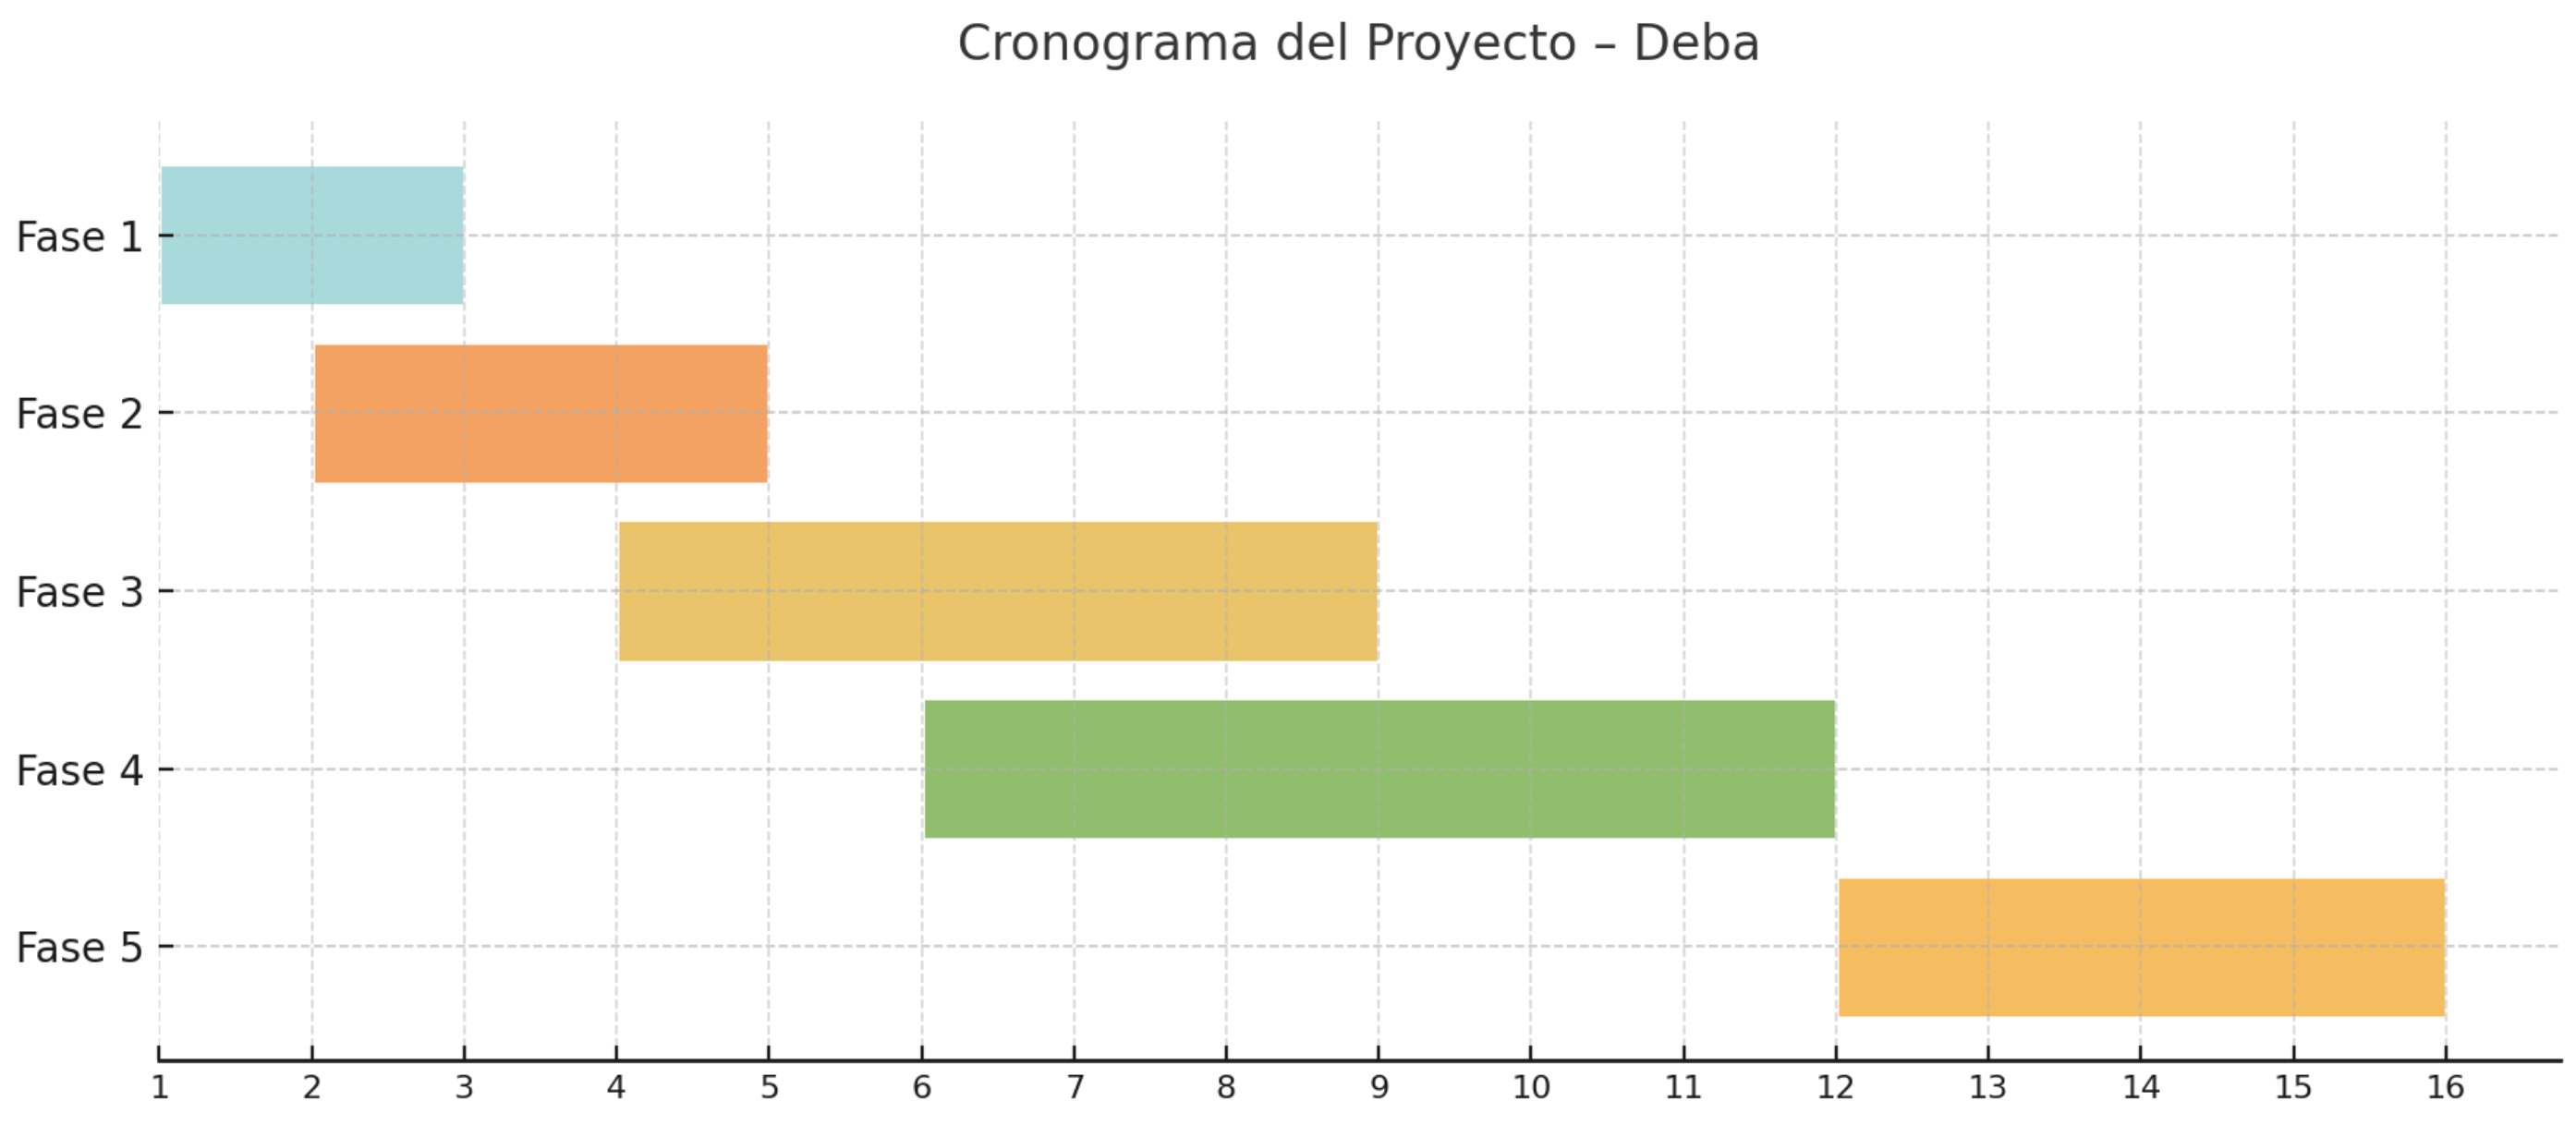 Cronograma del Proyecto – Deba
Fase 1
Fase 2
Fase 3
Fase 4
Fase 5
1 2 3 4 5 6 7 8 9 10 11 12 13 14 15 16